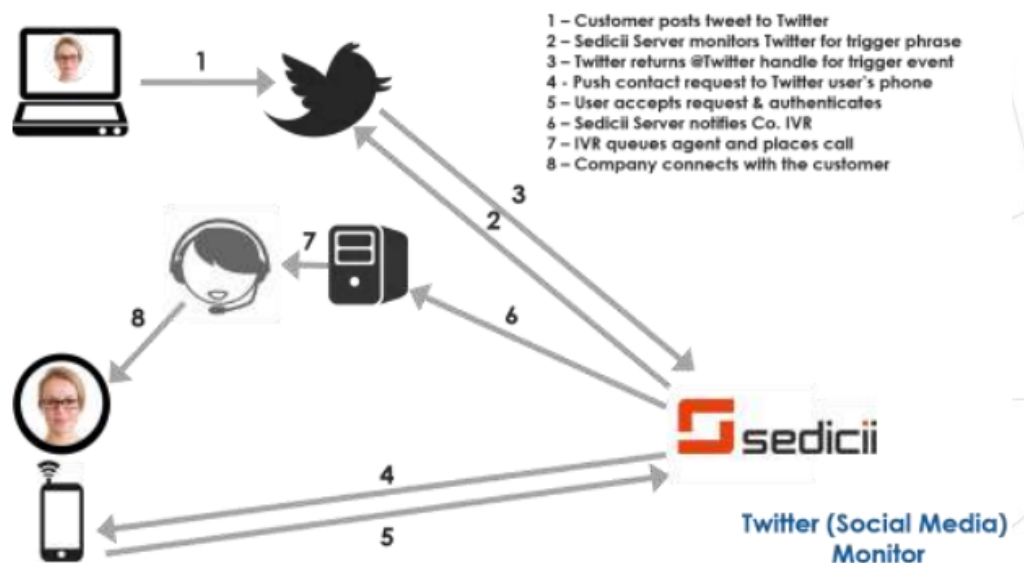 1 – Customer posts tweet to Twitter
2 – Sedicii Server monitors Twitter for trigger phrase
3 – Twitter returns @Twitter handle for trigger event
4 - Push contact request to Twitter user's phone
5 – User accepts request & authenticates
6 – Sedicii Server notifies Co. IVR
7 – IVR queues agent and places call
8 – Company connects with the customer
1
3
2
7
6
8
sedicii
4
5
Twitter (Social Media)
Monitor